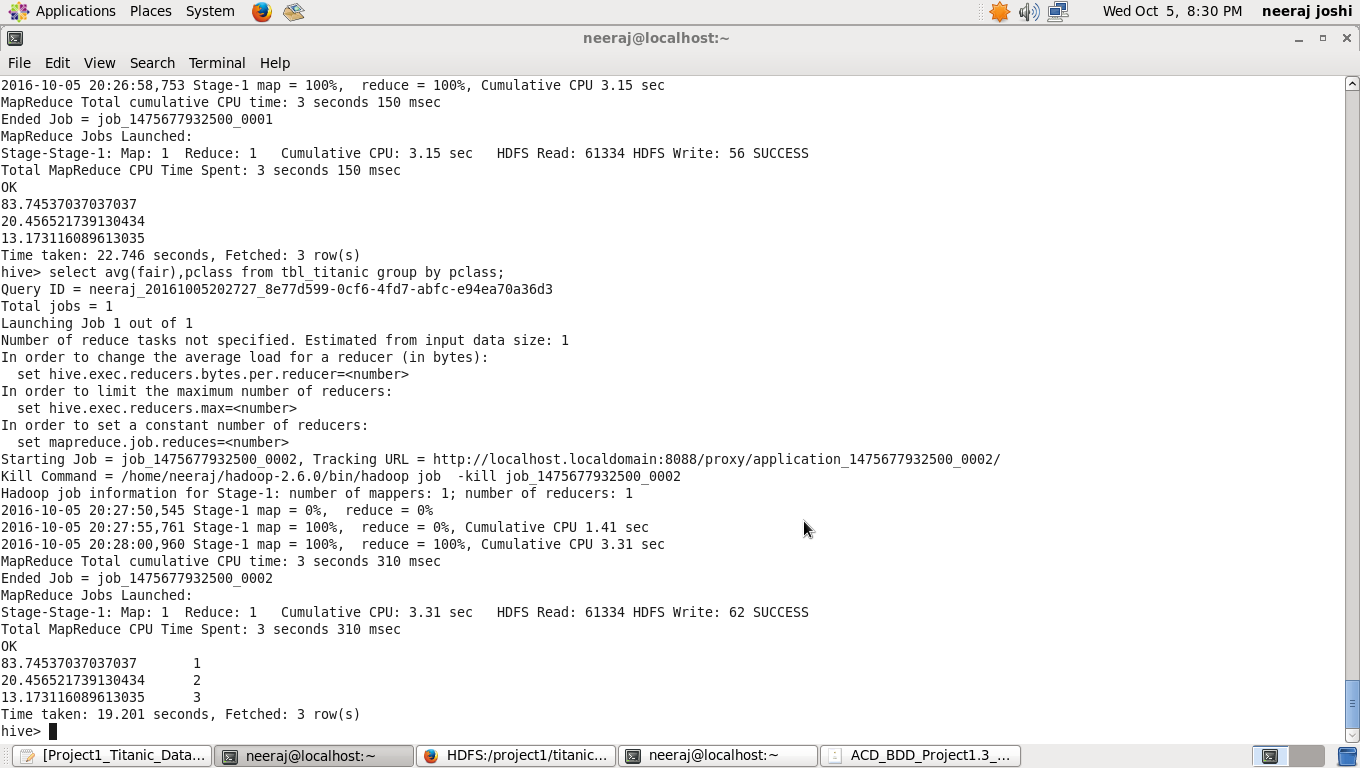 Applications Places System Wed Oct 5, 8:30 PM neeraj joshi
neeraj@localhost:~
File Edit View Search Terminal Help
2016-10-05 20:26:58,753 Stage-1 map = 100%,  reduce = 100%, Cumulative CPU 3.15 sec
MapReduce Total cumulative CPU time: 3 seconds 150 msec
Ended Job = job_1475677932500_0001
MapReduce Jobs Launched:
Stage-Stage-1: Map: 1  Reduce: 1   Cumulative CPU: 3.15 sec   HDFS Read: 61334 HDFS Write: 56 SUCCESS
Total MapReduce CPU Time Spent: 3 seconds 150 msec
OK
83.74537037037037
20.456521739130434
13.173116089613035
Time taken: 22.746 seconds, Fetched: 3 row(s)
hive> select avg(fair),pclass from tbl_titanic group by pclass;
Query ID = neeraj_20161005202727_8e77d599-0cf6-4fd7-abfc-e94ea70a36d3
Total jobs = 1
Launching Job 1 out of 1
Number of reduce tasks not specified. Estimated from input data size: 1
In order to change the average load for a reducer (in bytes):
  set hive.exec.reducers.bytes.per.reducer=<number>
In order to limit the maximum number of reducers:
  set hive.exec.reducers.max=<number>
In order to set a constant number of reducers:
  set mapreduce.job.reduces=<number>
Starting Job = job_1475677932500_0002, Tracking URL = http://localhost.localdomain:8088/proxy/application_1475677932500_0002/
Kill Command = /home/neeraj/hadoop-2.6.0/bin/hadoop job  -kill job_1475677932500_0002
Hadoop job information for Stage-1: number of mappers: 1; number of reducers: 1
2016-10-05 20:27:50,545 Stage-1 map = 0%,  reduce = 0%
2016-10-05 20:27:55,761 Stage-1 map = 100%,  reduce = 0%, Cumulative CPU 1.41 sec
2016-10-05 20:28:00,960 Stage-1 map = 100%,  reduce = 100%, Cumulative CPU 3.31 sec
MapReduce Total cumulative CPU time: 3 seconds 310 msec
Ended Job = job_1475677932500_0002
MapReduce Jobs Launched:
Stage-Stage-1: Map: 1  Reduce: 1   Cumulative CPU: 3.31 sec   HDFS Read: 61334 HDFS Write: 62 SUCCESS
Total MapReduce CPU Time Spent: 3 seconds 310 msec
OK
83.74537037037037       1
20.456521739130434      2
13.173116089613035      3
Time taken: 19.201 seconds, Fetched: 3 row(s)
hive>
[Project1_Titanic_Data... neeraj@localhost:~ HDFS:/project1/titanic... neeraj@localhost:~ ACD_BDD_Project1.3_...